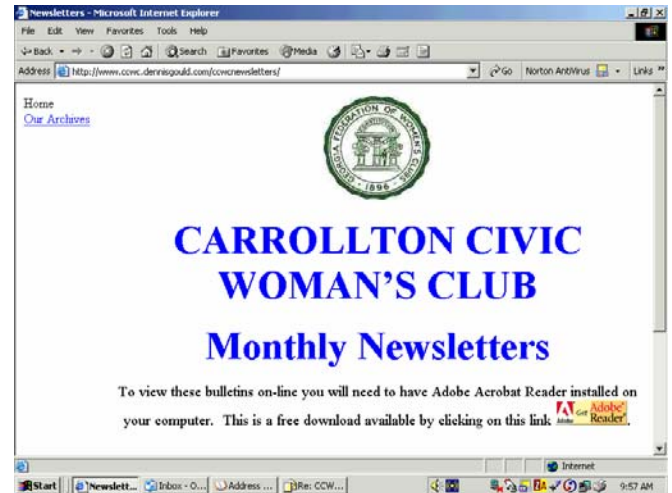 Newsletters - Microsoft Internet Explorer
File Edit View Favorites Tools Help
Back Search Favorites Media
Address http://www.ccwc.dennisgould.com/ccwcnewsletters/ Go Norton AntiVirus Links »
Home
Our Archives
GEORGIA FEDERATION OF WOMEN'S CLUBS
CONSTITUTION
1896
CARROLLTON CIVIC
WOMAN'S CLUB
Monthly Newsletters
To view these bulletins on-line you will need to have Adobe Acrobat Reader installed on
your computer. This is a free download available by clicking on this link Adobe Get Adobe® Reader®.
Internet
Start Newslett... Inbox - O... Address ... Re: CCW... 9:57 AM